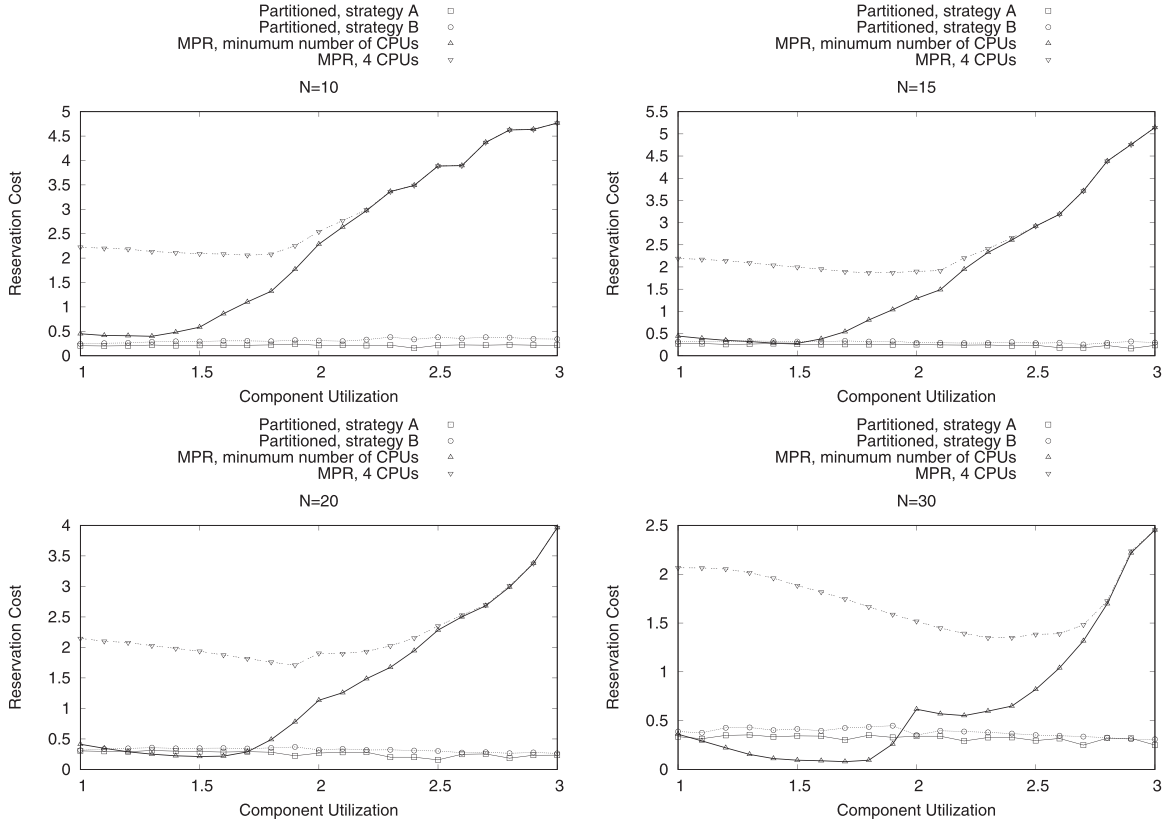 Partitioned, strategy A
Partitioned, strategy B
MPR, minumum number of CPUs
MPR, 4 CPUs
N=10
5
4.5
4
3.5
3
2.5
2
1.5
1
0.5
0
Reservation Cost
1 1.5 2 2.5 3
Component Utilization
Partitioned, strategy A
Partitioned, strategy B
MPR, minumum number of CPUs
MPR, 4 CPUs
N=15
5.5
5
4.5
4
3.5
3
2.5
2
1.5
1
0.5
0
Reservation Cost
1 1.5 2 2.5 3
Component Utilization
Partitioned, strategy A
Partitioned, strategy B
MPR, minumum number of CPUs
MPR, 4 CPUs
N=20
4
3.5
3
2.5
2
1.5
1
0.5
0
Reservation Cost
1 1.5 2 2.5 3
Component Utilization
Partitioned, strategy A
Partitioned, strategy B
MPR, minumum number of CPUs
MPR, 4 CPUs
N=30
2.5
2
1.5
1
0.5
0
Reservation Cost
1 1.5 2 2.5 3
Component Utilization